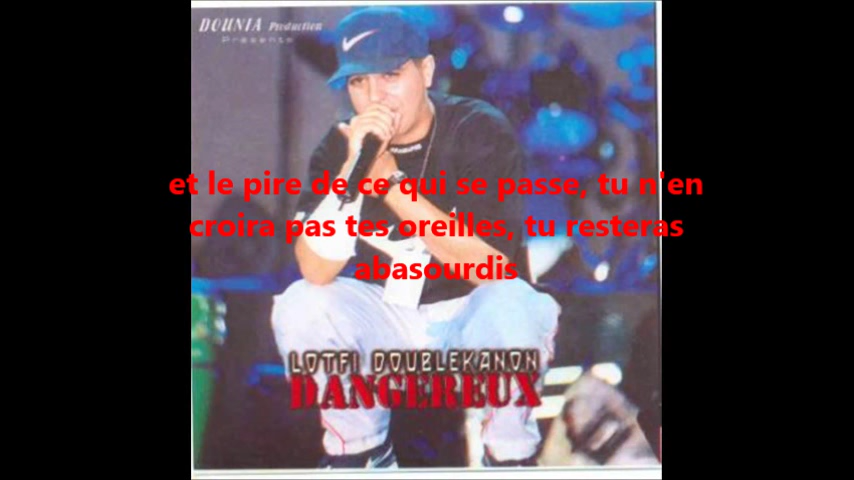 DOUNIA Production
Presents
et le pire de ce qui se passe, tu n'en
croira pas tes oreilles, tu resteras
abasourdis
LOTFI DOUBLEKANON
DANGEREUX